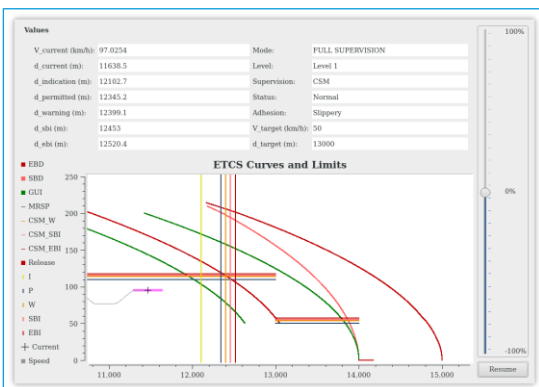 Values
100%
V_current (km/h): 97.0254 Mode: FULL SUPERVISION
d_current (m): 11638.5 Level: Level 1
d_indication (m): 12102.7 Supervision: CSM
d_permitted (m): 12345.2 Status: Normal
d_warning (m): 12399.1 Adhesion: Slippery
d_sbi (m): 12453 V_target (km/h): 50
d_ebi (m): 12520.4 d_target (m): 13000
ETCS Curves and Limits
EBD
SBD
GUI
MRSP
CSM_W
CSM_SBI
CSM_EBI
Release
I
P
W
SBI
EBI
Current
Speed
250
200
150
100
50
0
11.000 12.000 13.000 14.000 15.000
0%
-100%
Resume